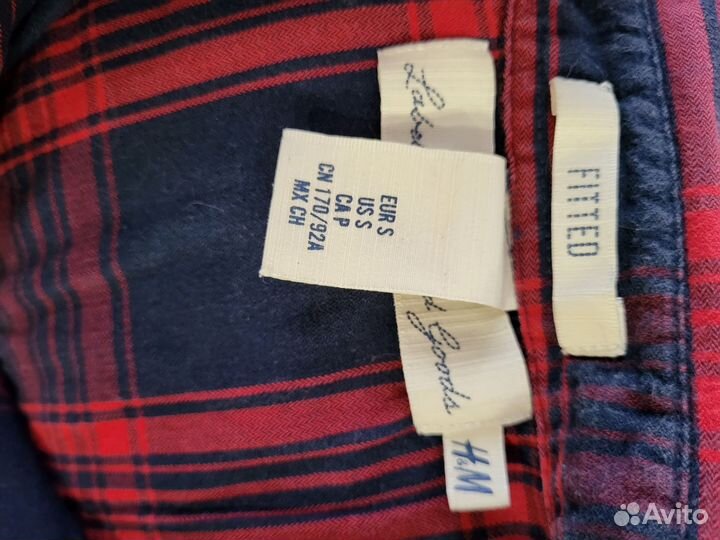 EUR S
US S
CA P
CN 170/92A
MX CH
FITTED
Goods
H&M
Avito